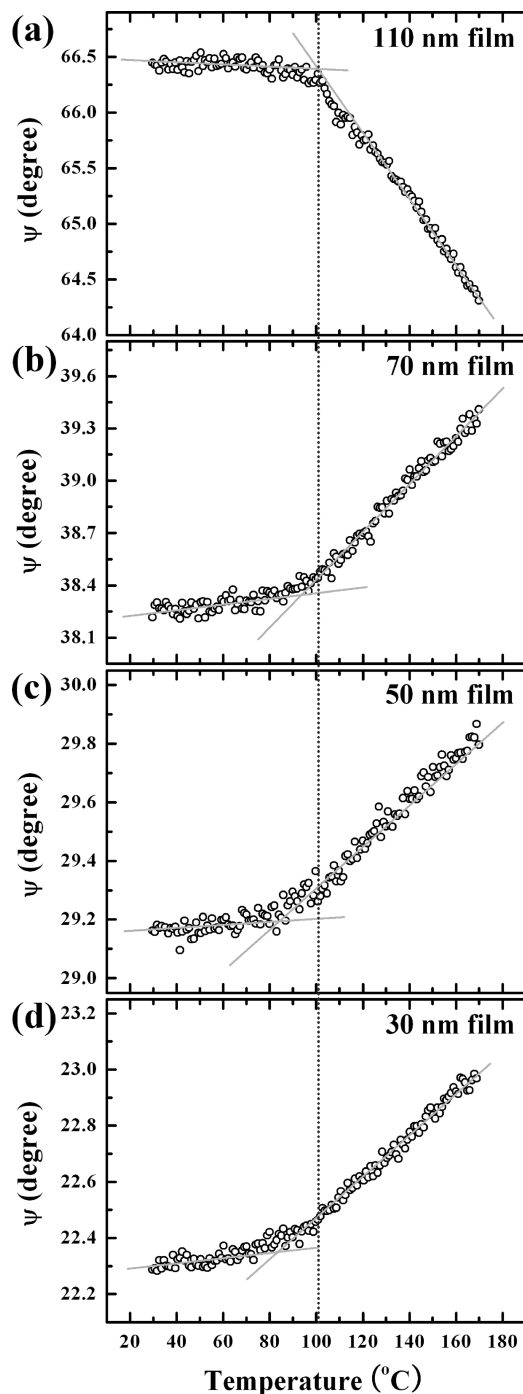 (a)
110 nm film
66.5
66.0
65.5
65.0
64.5
64.0
ψ (degree)
(b)
70 nm film
39.6
39.3
39.0
38.7
38.4
38.1
ψ (degree)
(c)
50 nm film
30.0
29.8
29.6
29.4
29.2
29.0
ψ (degree)
(d)
30 nm film
23.2
23.0
22.8
22.6
22.4
22.2
ψ (degree)
20 40 60 80 100 120 140 160 180
Temperature (°C)